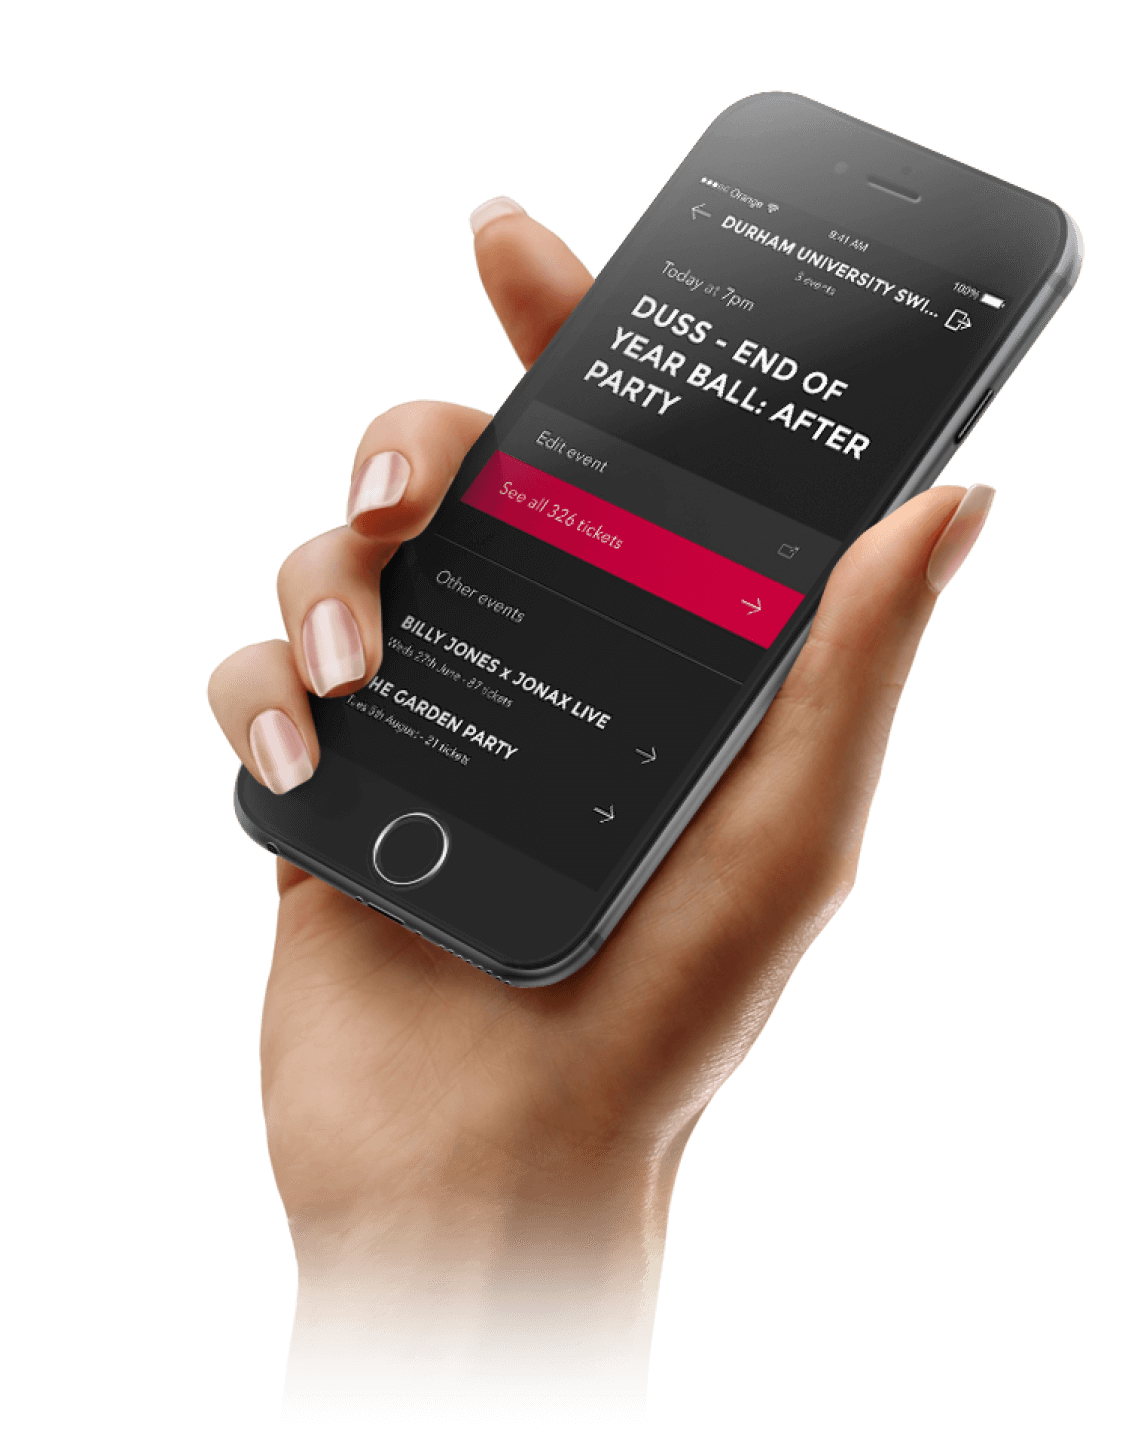 Orange
9:41 AM
100%
DURHAM UNIVERSITY SWI...
3 events
Today at 7pm
DUSS - END OF
YEAR BALL: AFTER
PARTY
Edit event
See all 326 tickets
Other events
BILLY JONES x JONAX LIVE
Weds 27th June - 87 tickets
HE GARDEN PARTY
5th August - 21 tickets